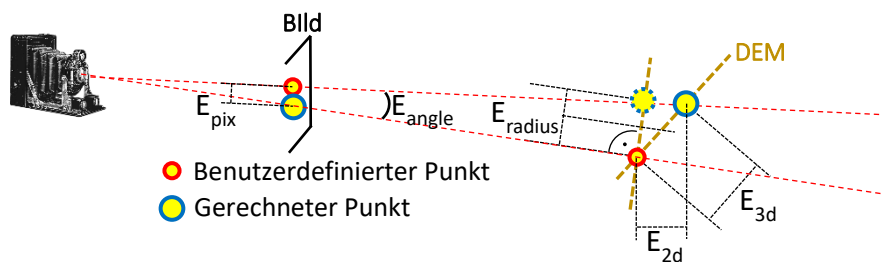 BIld
DEM
E_pix
E_angle
E_radius
Benutzerdefinierter Punkt
Gerechneter Punkt
E_3d
E_2d